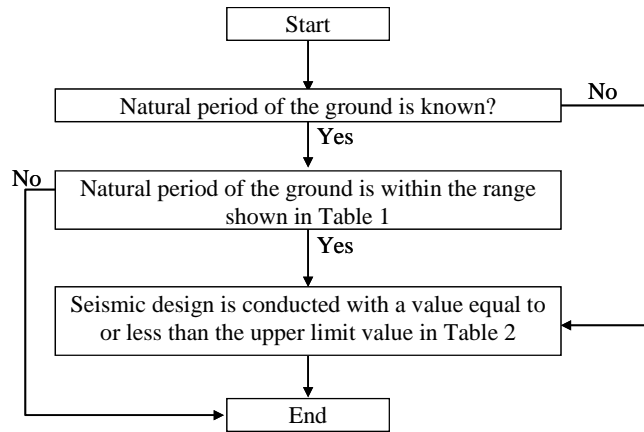 Start
Natural period of the ground is known?
No
Yes
No
Natural period of the ground is within the range
shown in Table 1
Yes
Seismic design is conducted with a value equal to
or less than the upper limit value in Table 2
End